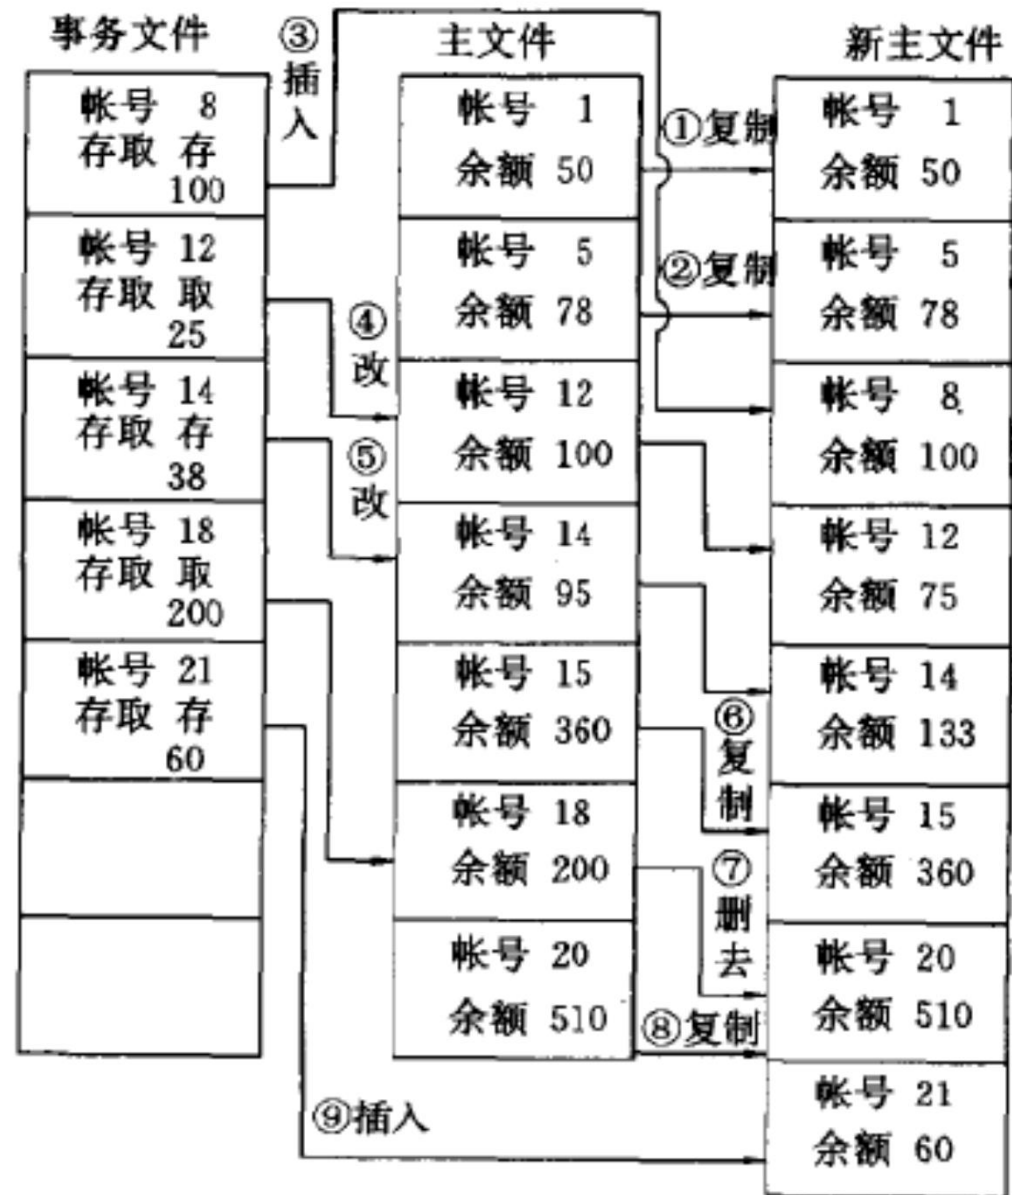 事务文件
帐号 8
存取 存
100
帐号 12
存取 取
25
帐号 14
存取 存
38
帐号 18
存取 取
200
帐号 21
存取 存
60
③
插
入
④
改
⑤
改
主文件
帐号 1
余额 50
帐号 5
余额 78
帐号 12
余额 100
帐号 14
余额 95
帐号 15
余额 360
帐号 18
余额 200
帐号 20
余额 510
①复制
②复制
⑥
复
制
⑦
删
去
⑧复制
⑨插入
新主文件
帐号 1
余额 50
帐号 5
余额 78
帐号 8
余额 100
帐号 12
余额 75
帐号 14
余额 133
帐号 15
余额 360
帐号 20
余额 510
帐号 21
余额 60